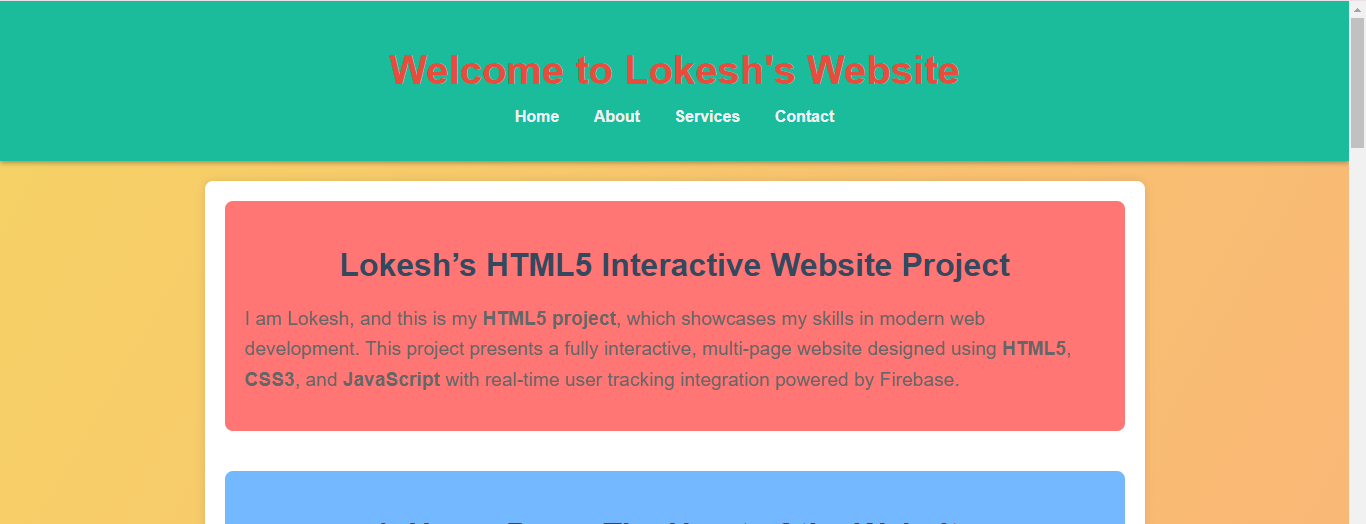 Welcome to Lokesh's Website
Home About Services Contact
Lokesh’s HTML5 Interactive Website Project
I am Lokesh, and this is my HTML5 project, which showcases my skills in modern web
development. This project presents a fully interactive, multi-page website designed using HTML5,
CSS3, and JavaScript with real-time user tracking integration powered by Firebase.